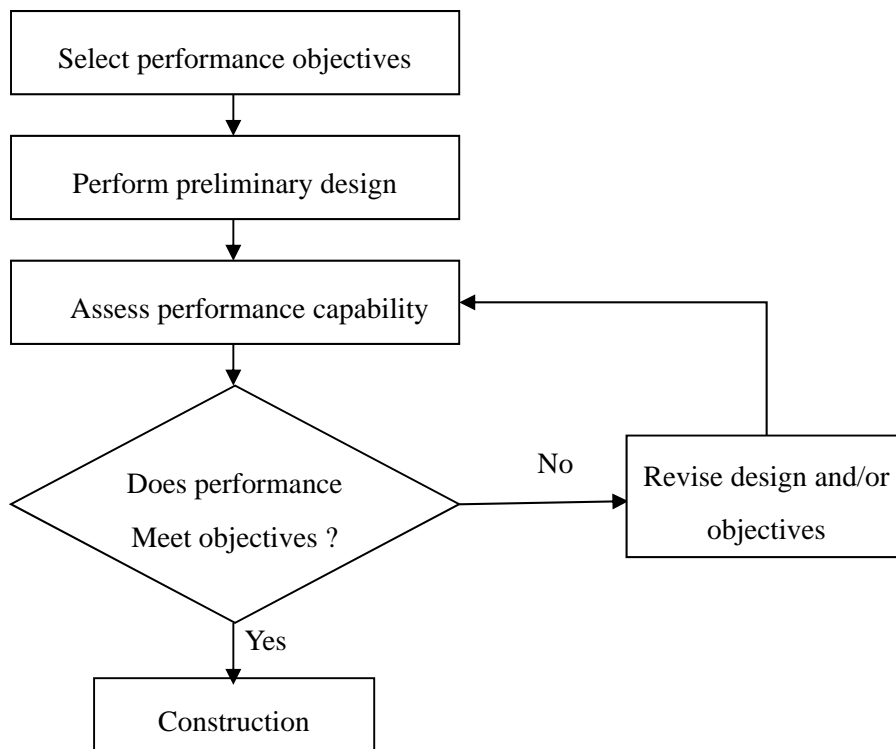 Select performance objectives
Perform preliminary design
Assess performance capability
Does performance
Meet objectives ?
No
Revise design and/or
objectives
Yes
Construction